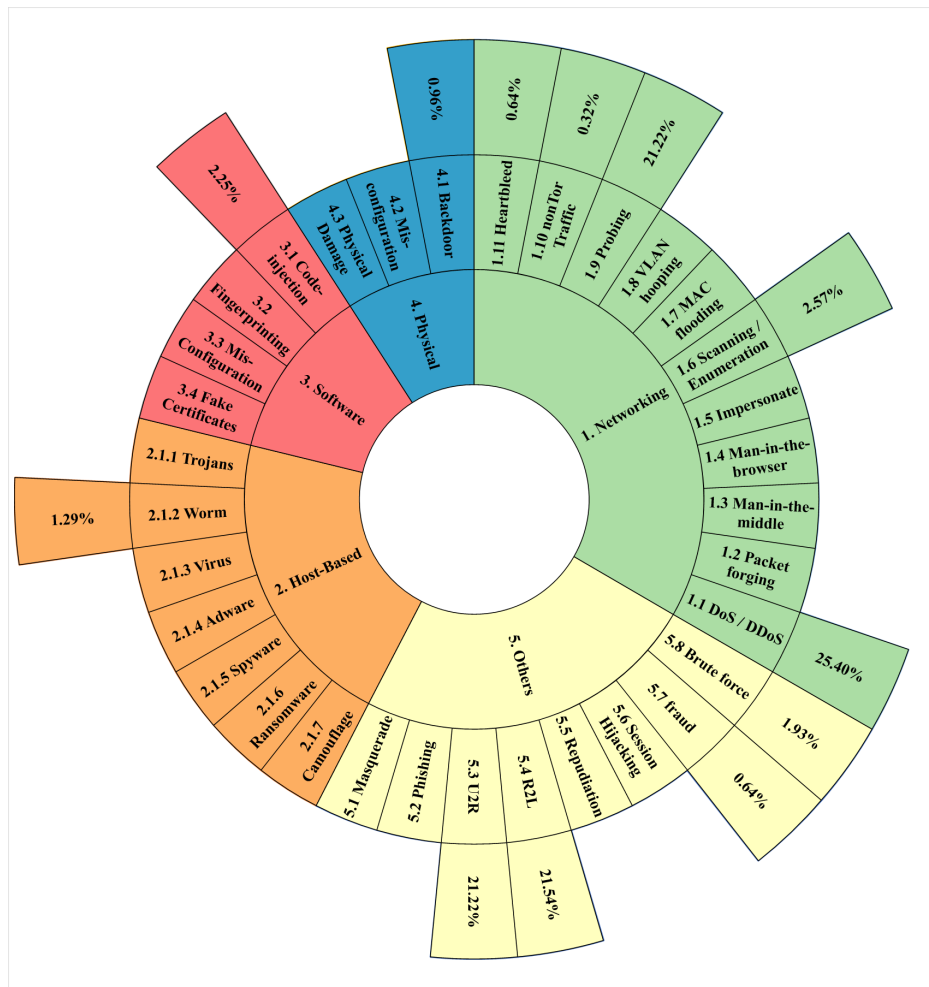 1. Networking
1.1 DoS / DDoS
25.40%
1.2 Packet
forging
1.3 Man-in-the-
middle
1.4 Man-in-the-
browser
1.5 Impersonate
1.6 Scanning /
Enumeration
2.57%
1.7 MAC
flooding
1.8 VLAN
hooping
1.9 Probing
21.22%
1.10 nonTor
Traffic
0.32%
1.11 Heartbleed
0.64%
4. Physical
4.1 Backdoor
0.96%
4.2 Mis-
configuration
4.3 Physical
Damage
3. Software
3.1 Code-
injection
2.25%
3.2
Fingerprinting
3.3 Mis-
Configuration
3.4 Fake
Certificates
2. Host-Based
2.1.1 Trojans
2.1.2 Worm
1.29%
2.1.3 Virus
2.1.4 Adware
2.1.5 Spyware
2.1.6
Ransomware
2.1.7
Camouflage
5. Others
5.1 Masquerade
5.2 Phishing
5.3 U2R
21.22%
5.4 R2L
21.54%
5.5 Repudiation
5.6 Session
Hijacking
5.7 fraud
0.64%
5.8 Brute force
1.93%